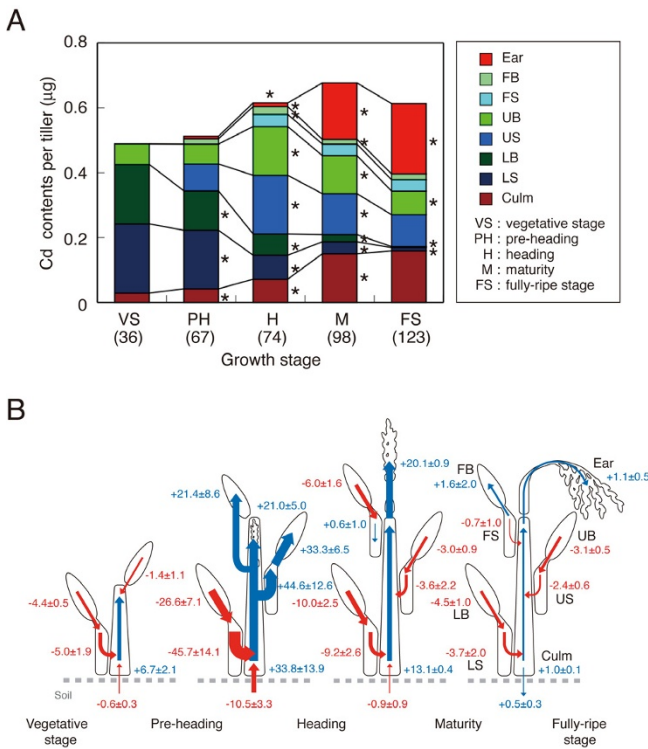 A
Cd contents per tiller (µg)
0.8
0.6
0.4
0.2
0
VS
(36)
PH
(67)
H
(74)
M
(98)
FS
(123)
Growth stage
Ear
FB
FS
UB
US
LB
LS
Culm
VS : vegetative stage
PH : pre-heading
H : heading
M : maturity
FS : fully-ripe stage
B
-4.4±0.5
-1.4±1.1
-5.0±1.9
+6.7±2.1
-0.6±0.3
+21.4±8.6
+21.0±5.0
+33.3±6.5
-26.6±7.1
+44.6±12.6
-45.7±14.1
+33.8±13.9
-10.5±3.3
-6.0±1.6
+20.1±0.9
+0.6±1.0
-3.0±0.9
-10.0±2.5
-3.6±2.2
-9.2±2.6
+13.1±0.4
-0.9±0.9
FB
+1.6±2.0
Ear
+1.1±0.5
-0.7±1.0
FS
UB
-3.1±0.5
-4.5±1.0
LB
-2.4±0.6
US
-3.7±2.0
LS
Culm
+1.0±0.1
+0.5±0.3
Soil
Vegetative
stage
Pre-heading
Heading
Maturity
Fully-ripe
stage